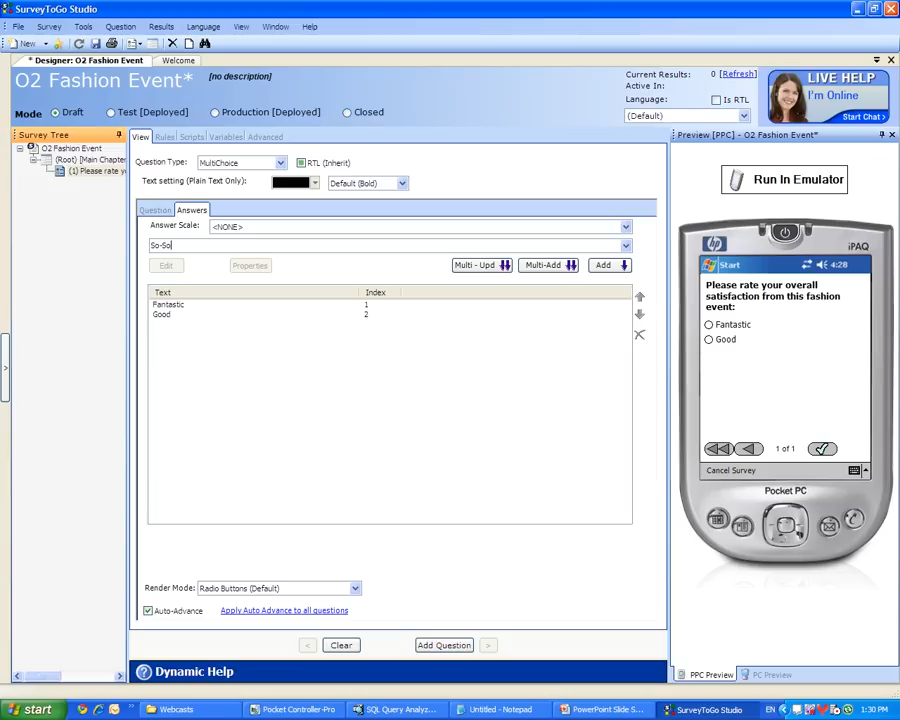 SurveyToGo Studio
File Survey Tools Question Results Language View Window Help
New
* Designer: O2 Fashion Event* Welcome
O2 Fashion Event* [no description]
Current Results: 0 [Refresh]
Active In:
Language: Is RTL
(Default)
LIVE HELP
I'm Online
Start Chat
Mode Draft Test [Deployed] Production [Deployed] Closed
Survey Tree
O2 Fashion Event
(Root) [Main Chapter
(1) Please rate y
View Rules Scripts Variables Advanced
Question Type: MultiChoice RTL (Inherit)
Text setting (Plain Text Only): Default (Bold)
Question Answers
Answer Scale: <NONE>
So-So
Edit Properties Multi - Upd Multi-Add Add
Text Index
Fantastic 1
Good 2
Render Mode: Radio Buttons (Default)
Auto-Advance Apply Auto Advance to all questions
< Clear Add Question >
Dynamic Help
Preview [PPC] - O2 Fashion Event*
Run In Emulator
hp iPAQ
Start 4:28
Please rate your overall
satisfaction from this fashion
event:
Fantastic
Good
1 of 1
Cancel Survey
Pocket PC
PPC Preview PC Preview
start Webcasts Pocket Controller-Pro SQL Query Analyz... Untitled - Notepad PowerPoint Slide S... SurveyToGo Studio EN 1:30 PM